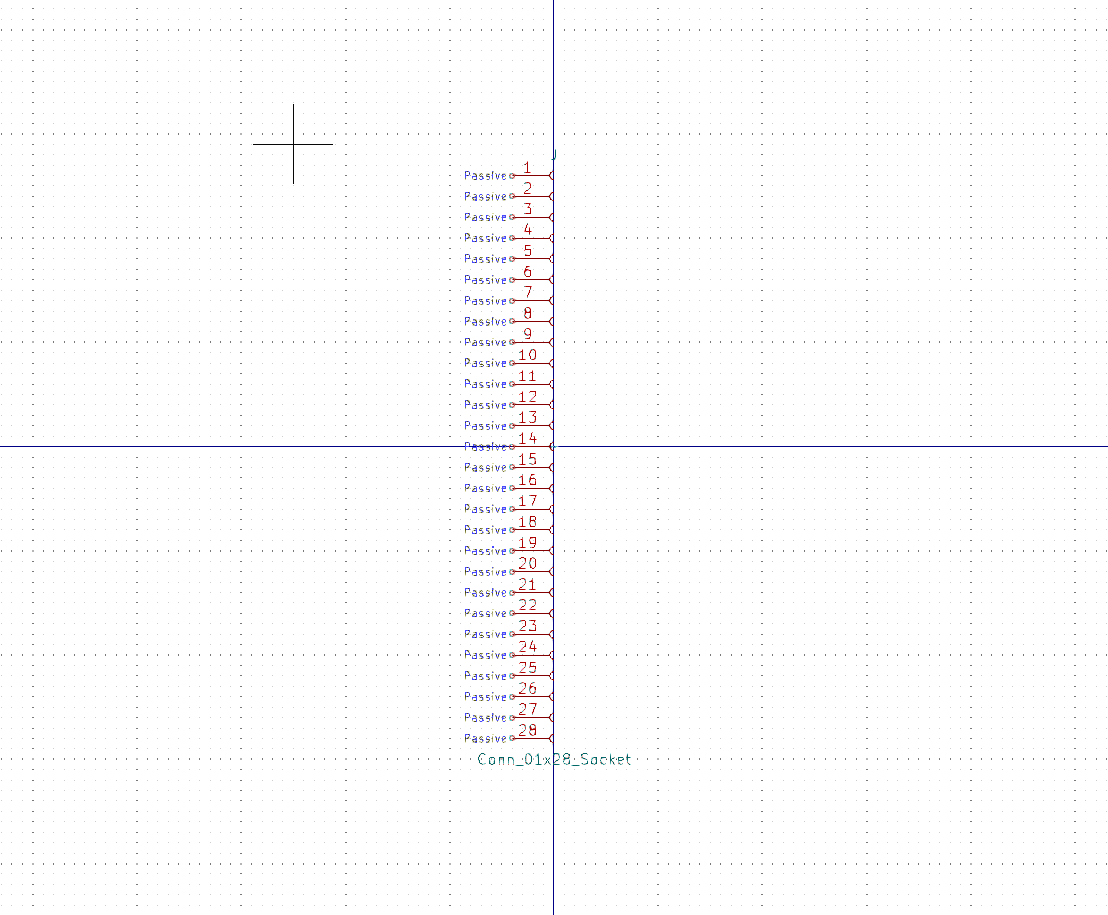 J
Passive 1
Passive 2
Passive 3
Passive 4
Passive 5
Passive 6
Passive 7
Passive 8
Passive 9
Passive 10
Passive 11
Passive 12
Passive 13
Passive 14
Passive 15
Passive 16
Passive 17
Passive 18
Passive 19
Passive 20
Passive 21
Passive 22
Passive 23
Passive 24
Passive 25
Passive 26
Passive 27
Passive 28
Conn_01x28_Socket